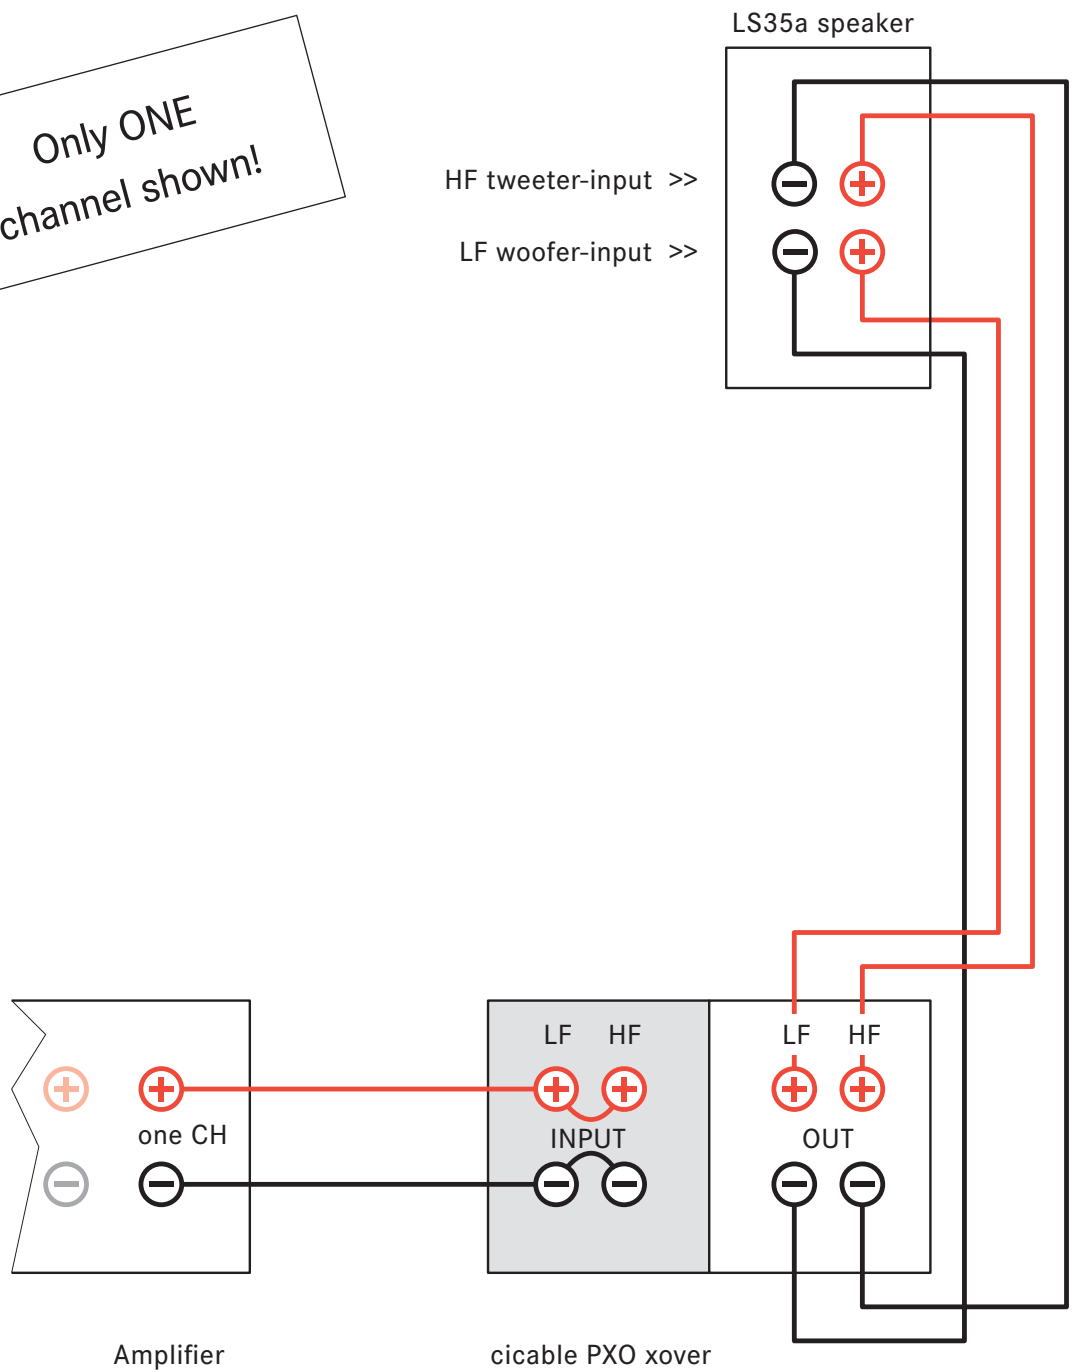 LS35a speaker
Only ONE
channel shown!
HF tweeter-input >>
LF woofer-input >>
LF HF
LF HF
one CH
INPUT
OUT
Amplifier
cicable PXO xover